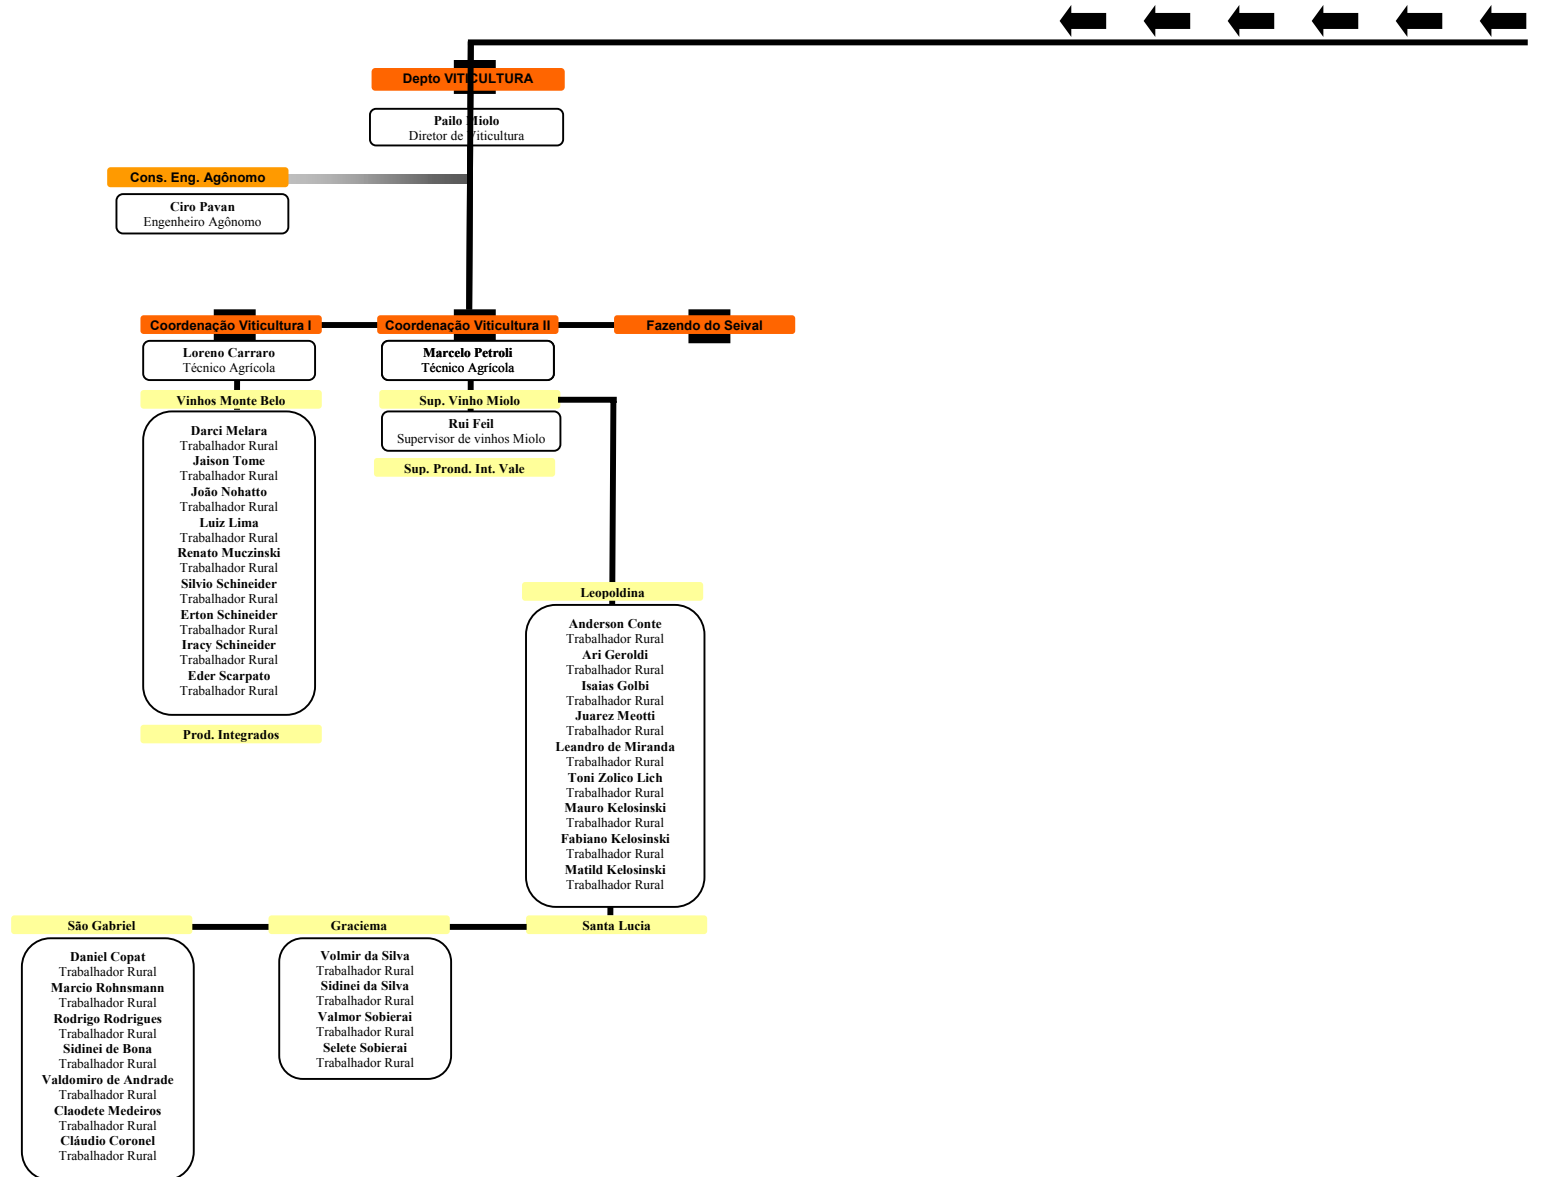 Depto VITICULTURA
Pailo Miolo
Diretor de Viticultura
Cons. Eng. Agônomo
Ciro Pavan
Engenheiro Agônomo
Coordenação Viticultura I
Coordenação Viticultura II
Fazendo do Seival
Loreno Carraro
Técnico Agrícola
Marcelo Petroli
Técnico Agrícola
Vinhos Monte Belo
Sup. Vinho Miolo
Rui Feil
Supervisor de vinhos Miolo
Sup. Prond. Int. Vale
Darci Melara
Trabalhador Rural
Jaison Tome
Trabalhador Rural
João Nohatto
Trabalhador Rural
Luiz Lima
Trabalhador Rural
Renato Muczinski
Trabalhador Rural
Silvio Schineider
Trabalhador Rural
Erton Schineider
Trabalhador Rural
Iracy Schineider
Trabalhador Rural
Eder Scarpato
Trabalhador Rural
Prod. Integrados
Leopoldina
Anderson Conte
Trabalhador Rural
Ari Geroldi
Trabalhador Rural
Isaias Golbi
Trabalhador Rural
Juarez Meotti
Trabalhador Rural
Leandro de Miranda
Trabalhador Rural
Toni Zolico Lich
Trabalhador Rural
Mauro Kelosinski
Trabalhador Rural
Fabiano Kelosinski
Trabalhador Rural
Matild Kelosinski
Trabalhador Rural
São Gabriel
Graciema
Santa Lucia
Daniel Copat
Trabalhador Rural
Marcio Rohnsmann
Trabalhador Rural
Rodrigo Rodrigues
Trabalhador Rural
Sidinei de Bona
Trabalhador Rural
Valdomiro de Andrade
Trabalhador Rural
Claodete Medeiros
Trabalhador Rural
Cláudio Coronel
Trabalhador Rural
Volmir da Silva
Trabalhador Rural
Sidinei da Silva
Trabalhador Rural
Valmor Sobierai
Trabalhador Rural
Selete Sobierai
Trabalhador Rural